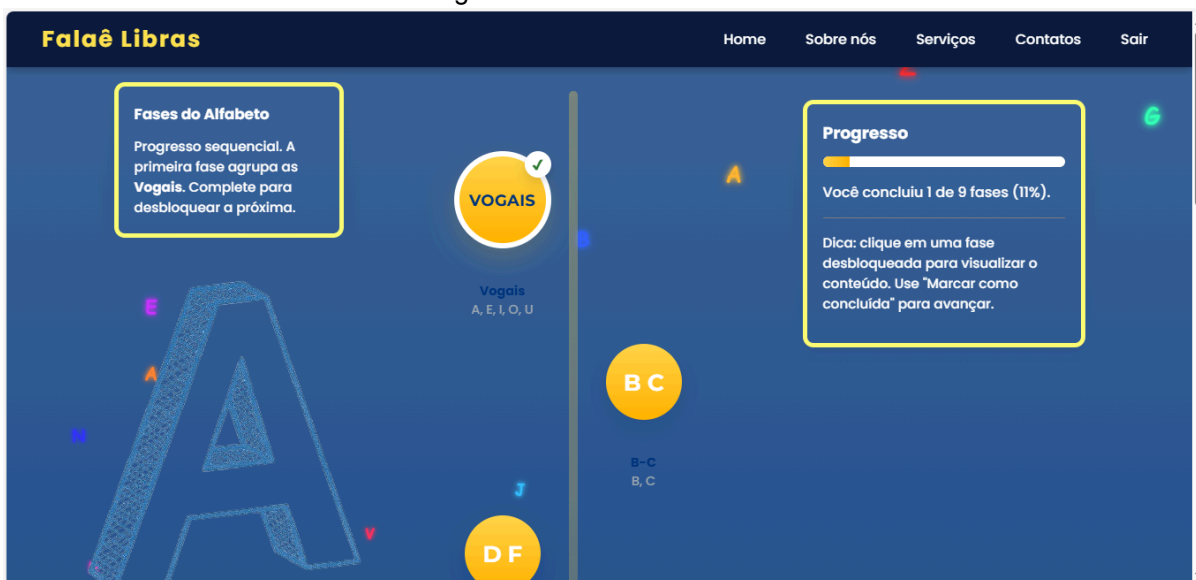 Falaê Libras
Home
Sobre nós
Serviços
Contatos
Sair
Fases do Alfabeto
Progresso sequencial. A
primeira fase agrupa as
Vogais. Complete para
desbloquear a próxima.
VOGAIS
Vogais
A, E, I, O, U
Progresso
Você concluiu 1 de 9 fases (11%).
Dica: clique em uma fase
desbloqueada para visualizar o
conteúdo. Use "Marcar como
concluída" para avançar.
G
A
E
A
N
A
B C
B-C
B, C
J
V
D F